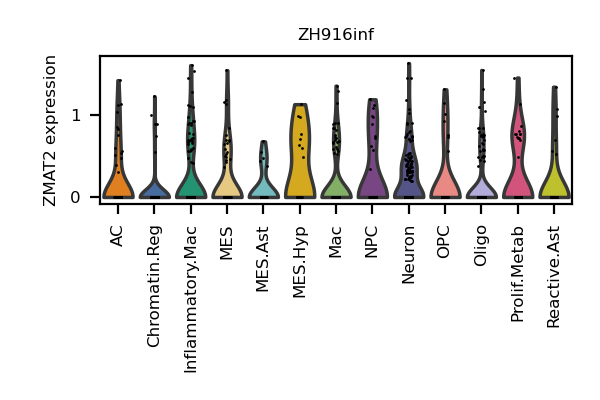 ZH916inf
ZMAT2 expression
1
0
AC
Chromatin.Reg
Inflammatory.Mac
MES
MES.Ast
MES.Hyp
Mac
NPC
Neuron
OPC
Oligo
Prolif.Metab
Reactive.Ast